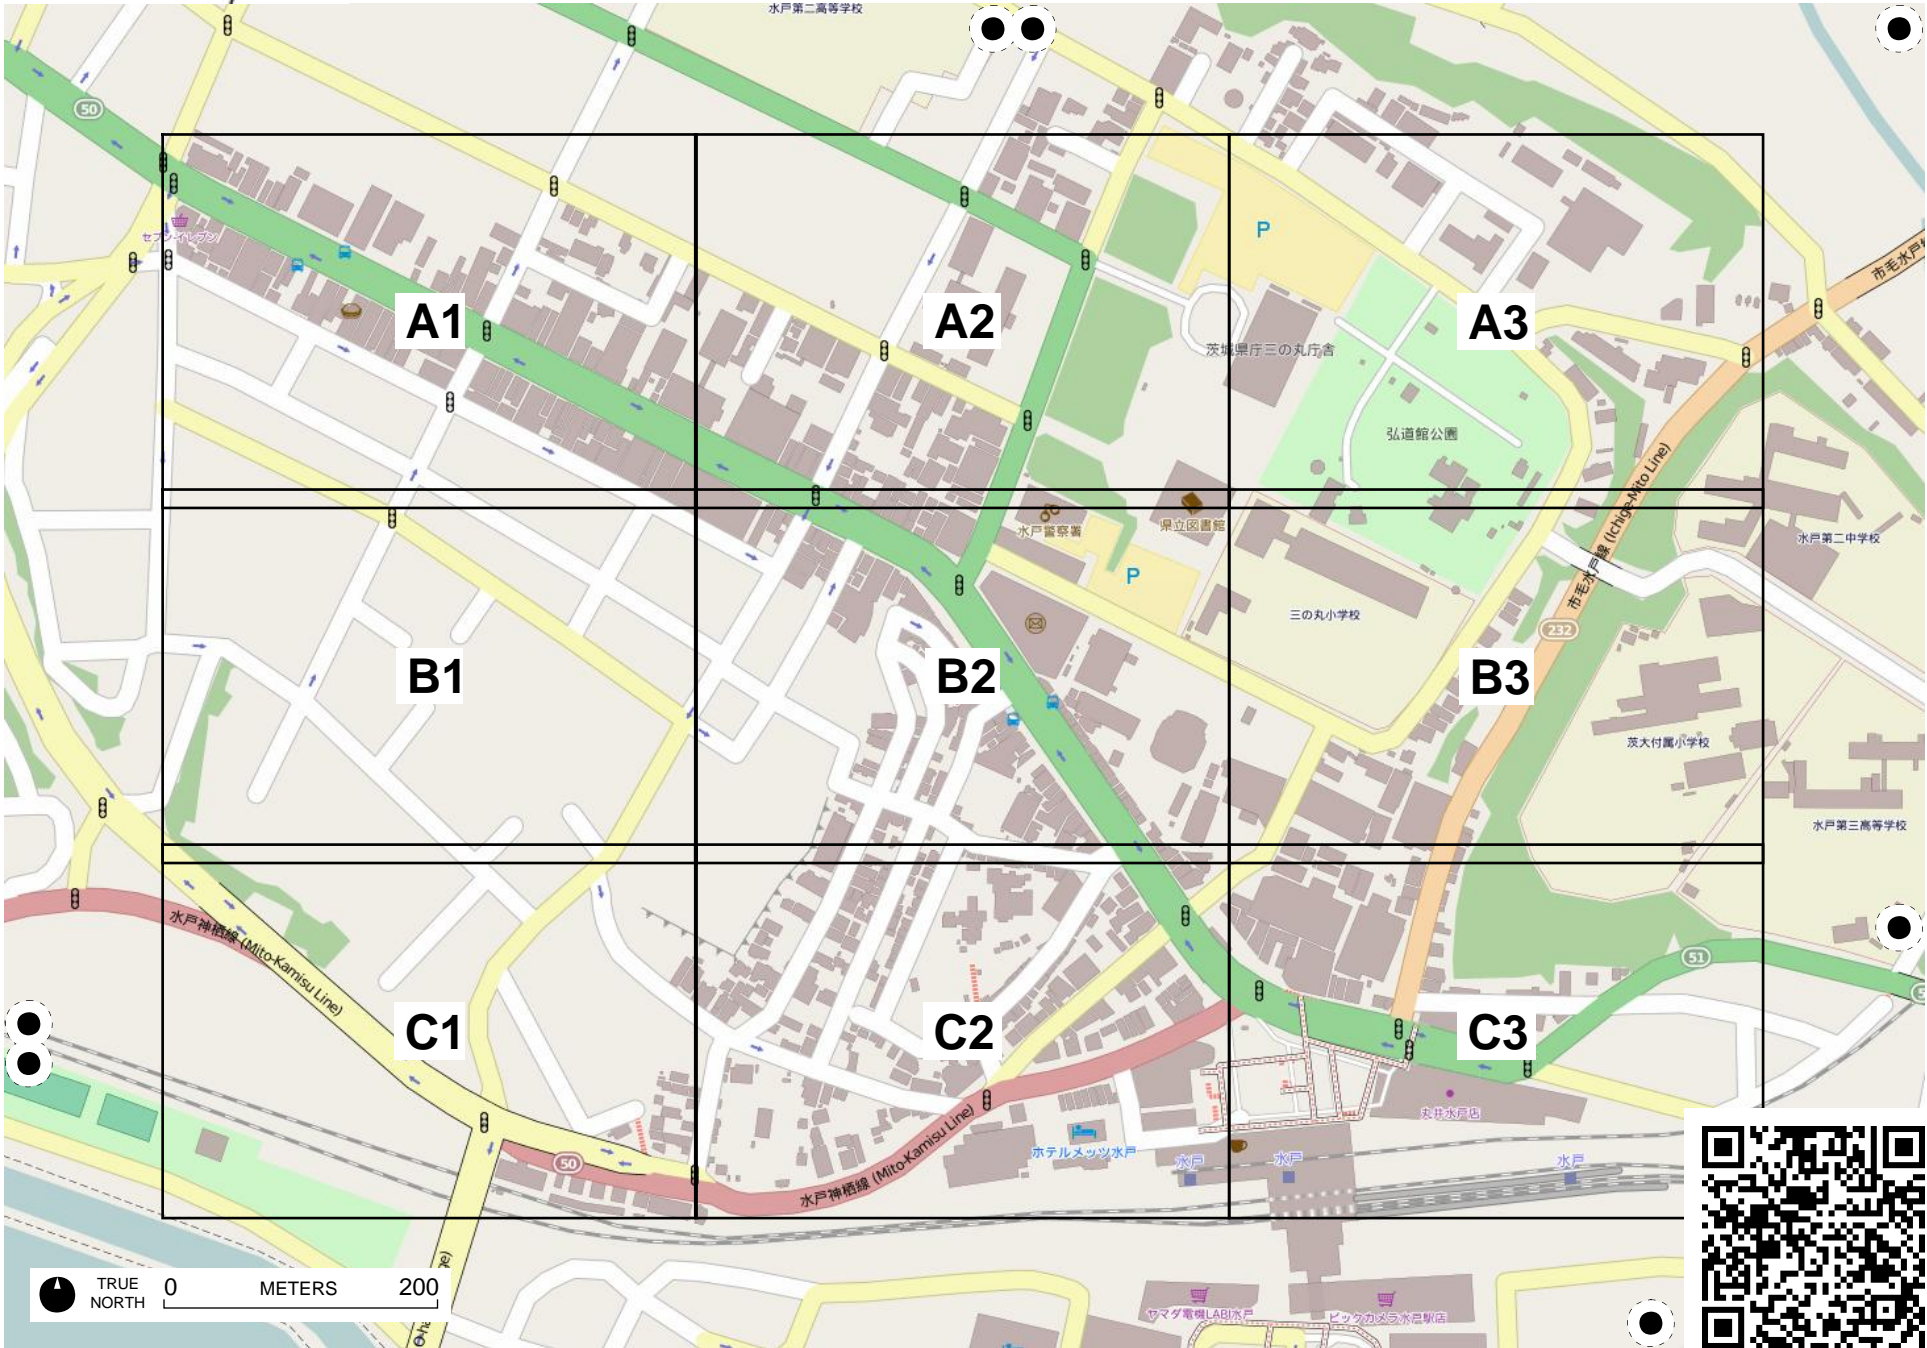 水戸第二高等学校
50
市毛水戸
セブン-イレブン
P
A1
A2
A3
茨城県庁三の丸庁舎
弘道館公園
水戸警察署
県立図書館
水戸第二中学校
P
三の丸小学校
市毛水戸線 (Ichige-Mito Line)
232
B1
B2
B3
茨大付属小学校
水戸第三高等学校
水戸神栖線 (Mito-Kamisu Line)
51
C1
C2
C3
丸井水戸店
ホテルメッツ水戸
水戸
水戸
水戸
50
水戸神栖線 (Mito-Kamisu Line)
TRUE
NORTH
0 METERS 200
ヤマダ電機LABI水戸
ビックカメラ水戸駅店